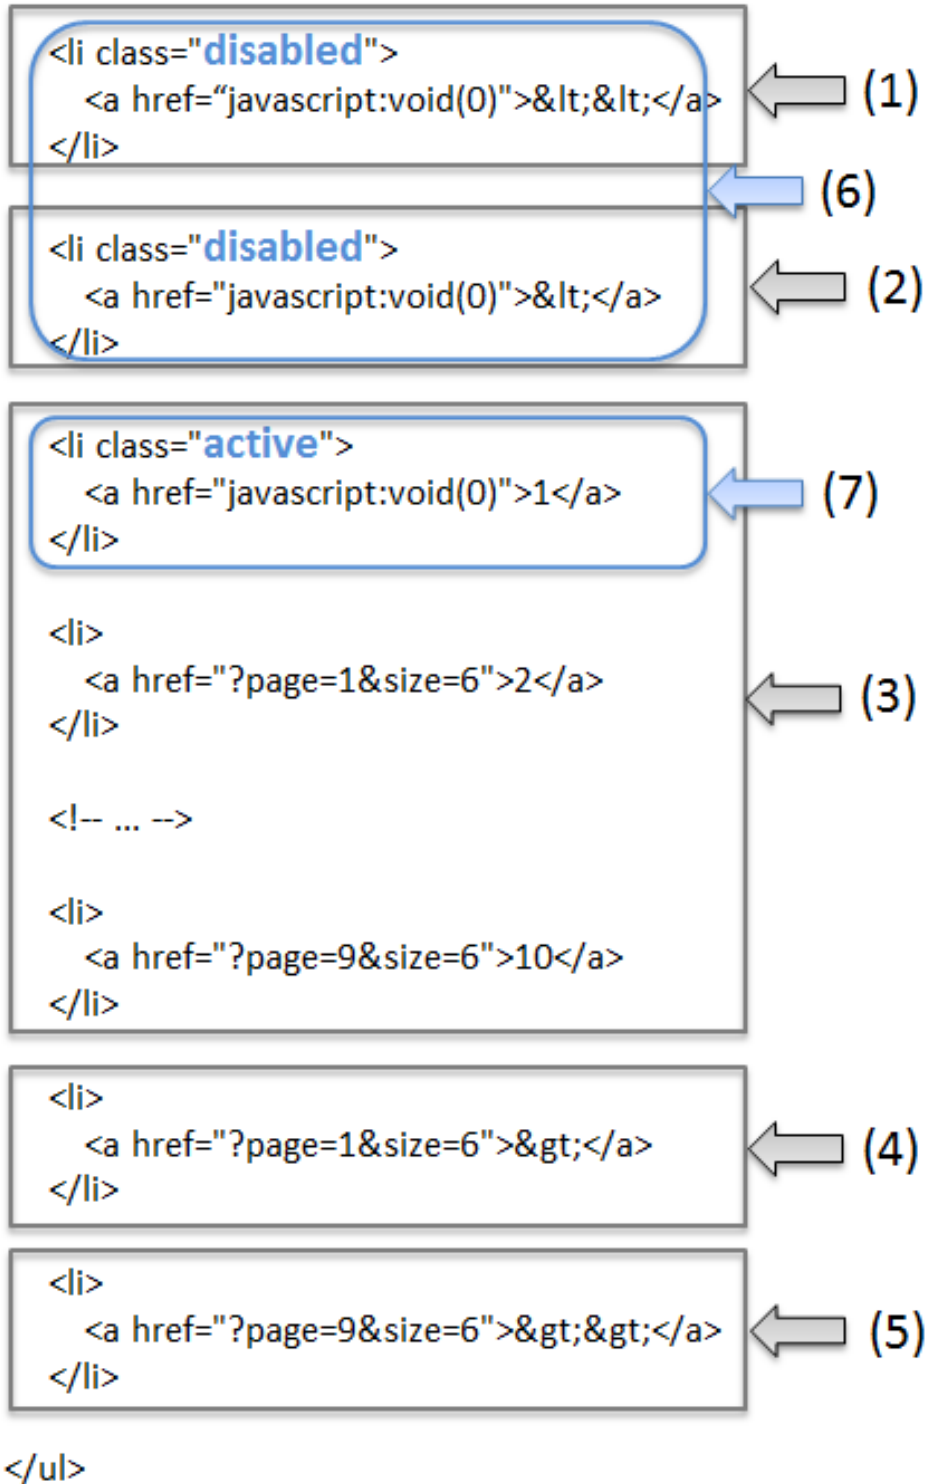 <li class="disabled">
<a href=“javascript:void(0)">&lt;&lt;</a>
</li>
(1)
(6)
<li class="disabled">
<a href="javascript:void(0)">&lt;</a>
</li>
(2)
<li class="active">
<a href="javascript:void(0)">1</a>
</li>
(7)
<li>
<a href="?page=1&size=6">2</a>
</li>
(3)
<!-- ... -->
<li>
<a href="?page=9&size=6">10</a>
</li>
<li>
<a href="?page=1&size=6">&gt;</a>
</li>
(4)
<li>
<a href="?page=9&size=6">&gt;&gt;</a>
</li>
(5)
</ul>